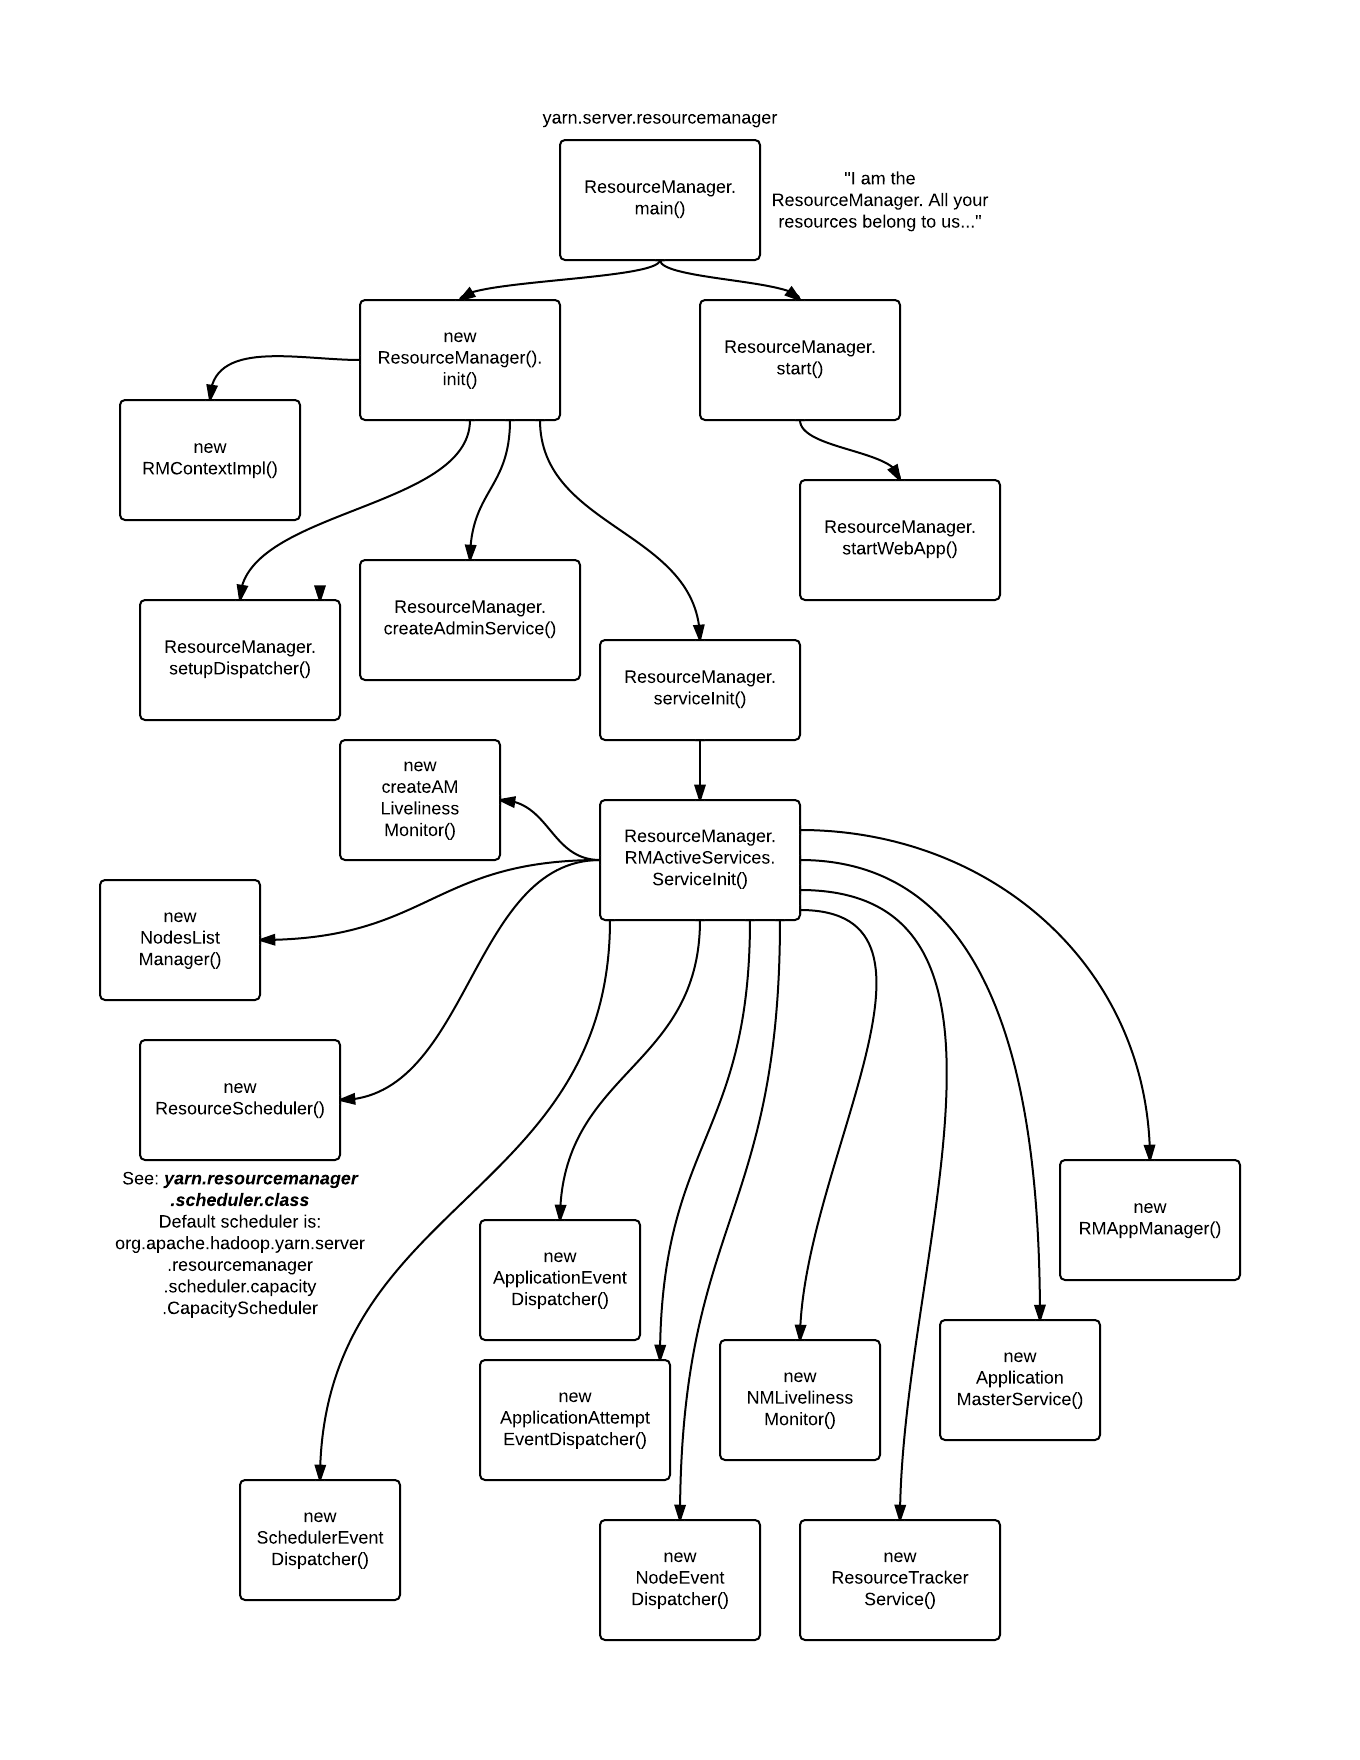 yarn.server.resourcemanager
ResourceManager.
main()
"I am the
ResourceManager. All your
resources belong to us..."
new
ResourceManager().
init()
ResourceManager.
start()
new
RMContextImpl()
ResourceManager.
startWebApp()
ResourceManager.
createAdminService()
ResourceManager.
setupDispatcher()
ResourceManager.
serviceInit()
new
createAM
Liveliness
Monitor()
ResourceManager.
RMActiveServices.
ServiceInit()
new
NodesList
Manager()
new
ResourceScheduler()
See: yarn.resourcemanager
.scheduler.class
Default scheduler is:
org.apache.hadoop.yarn.server
.resourcemanager
.scheduler.capacity
.CapacityScheduler
new
RMAppManager()
new
ApplicationEvent
Dispatcher()
new
Application
MasterService()
new
NMLiveliness
Monitor()
new
ApplicationAttempt
EventDispatcher()
new
SchedulerEvent
Dispatcher()
new
NodeEvent
Dispatcher()
new
ResourceTracker
Service()